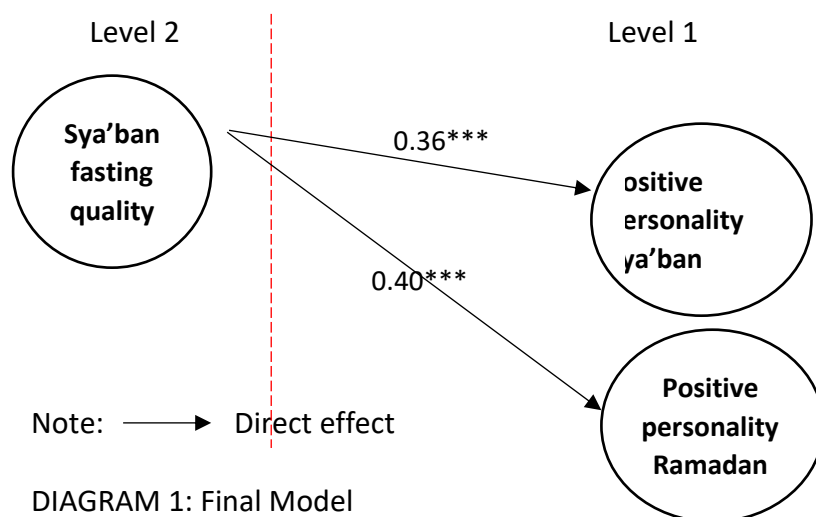 Level 2
Level 1
Sya’ban
fasting
quality
0.36***
ositive
ersonality
ya’ban
0.40***
Positive
personality
Ramadan
Note: Direct effect
DIAGRAM 1: Final Model